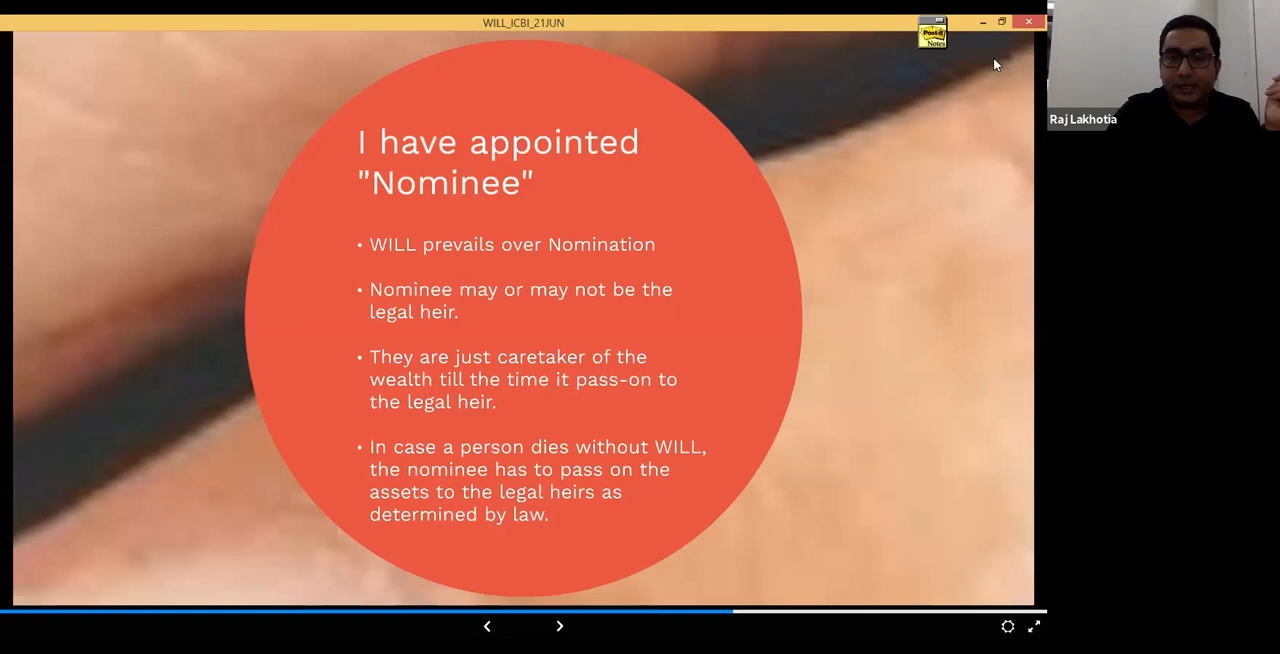 WILL_ICBI_21JUN
Post-it
Notes
Raj Lakhotia
I have appointed
"Nominee"
• WILL prevails over Nomination
• Nominee may or may not be the
legal heir.
• They are just caretaker of the
wealth till the time it pass-on to
the legal heir.
• In case a person dies without WILL,
the nominee has to pass on the
assets to the legal heirs as
determined by law.